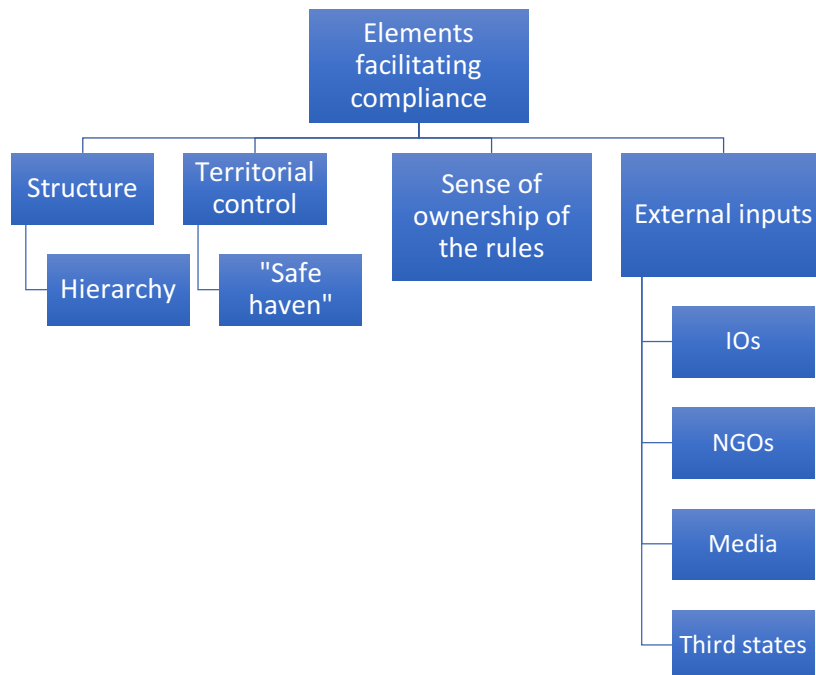 Elements
facilitating
compliance
Structure
Hierarchy
Territorial
control
"Safe
haven"
Sense of
ownership of
the rules
External inputs
IOs
NGOs
Media
Third states